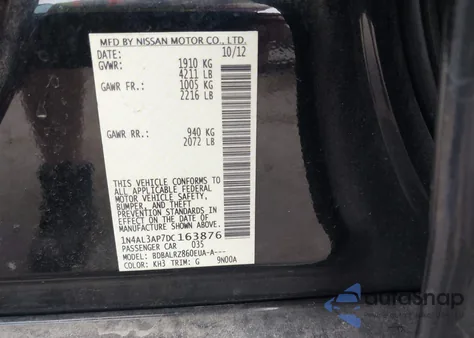 MFD BY NISSAN MOTOR CO., LTD.
DATE: 10/12
GVWR: 1910 KG
4211 LB
GAWR FR.: 1005 KG
2216 LB
GAWR RR.: 940 KG
2072 LB
THIS VEHICLE CONFORMS TO
ALL APPLICABLE FEDERAL
MOTOR VEHICLE SAFETY,
BUMPER, AND THEFT
PREVENTION STANDARDS IN
EFFECT ON THE DATE OF
MANUFACTURE SHOWN ABOVE.
1N4AL3AP7DC163876
PASSENGER CAR 035
MODEL: BDBALRZ860EUA-A---
COLOR: KH3 TRIM: G 9N00A
autosnap